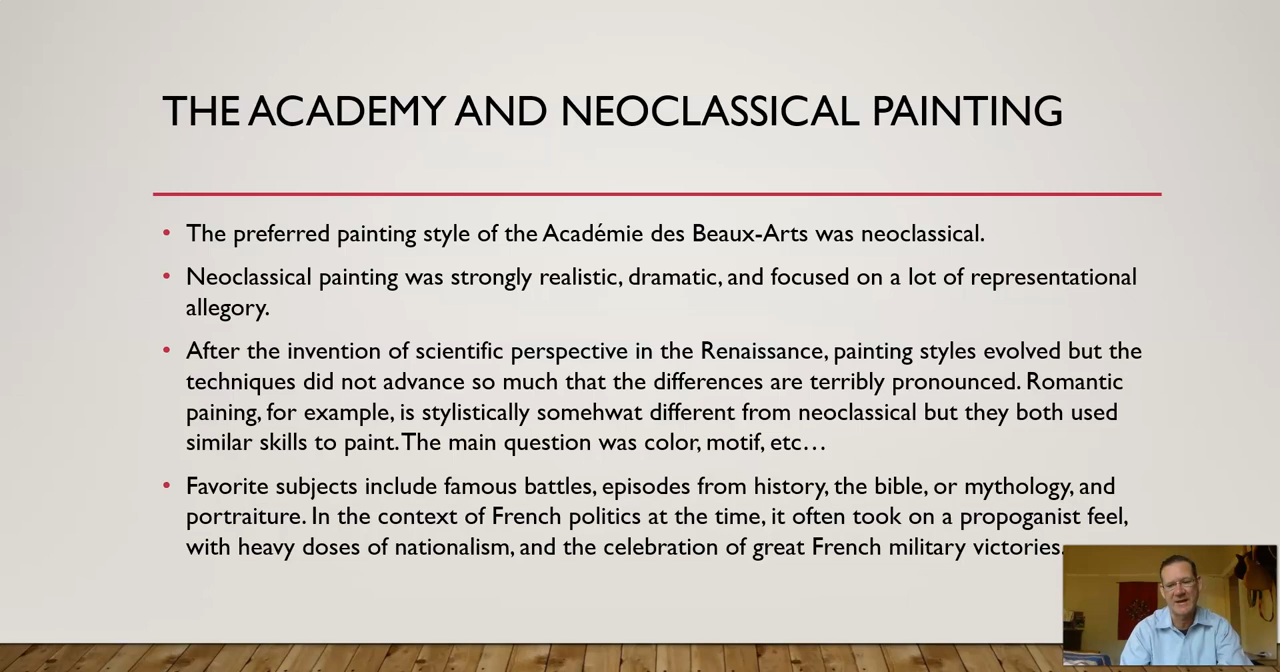 THE ACADEMY AND NEOCLASSICAL PAINTING
• The preferred painting style of the Académie des Beaux-Arts was neoclassical.
• Neoclassical painting was strongly realistic, dramatic, and focused on a lot of representational
allegory.
• After the invention of scientific perspective in the Renaissance, painting styles evolved but the
techniques did not advance so much that the differences are terribly pronounced. Romantic
paining, for example, is stylistically somehwat different from neoclassical but they both used
similar skills to paint. The main question was color, motif, etc…
• Favorite subjects include famous battles, episodes from history, the bible, or mythology, and
portraiture. In the context of French politics at the time, it often took on a propoganist feel,
with heavy doses of nationalism, and the celebration of great French military victories.